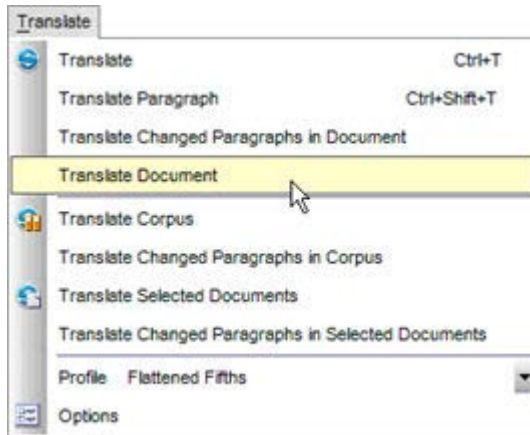 Translate
Translate Ctrl+T
Translate Paragraph Ctrl+Shift+T
Translate Changed Paragraphs in Document
Translate Document
Translate Corpus
Translate Changed Paragraphs in Corpus
Translate Selected Documents
Translate Changed Paragraphs in Selected Documents
Profile Flattened Fifths
Options